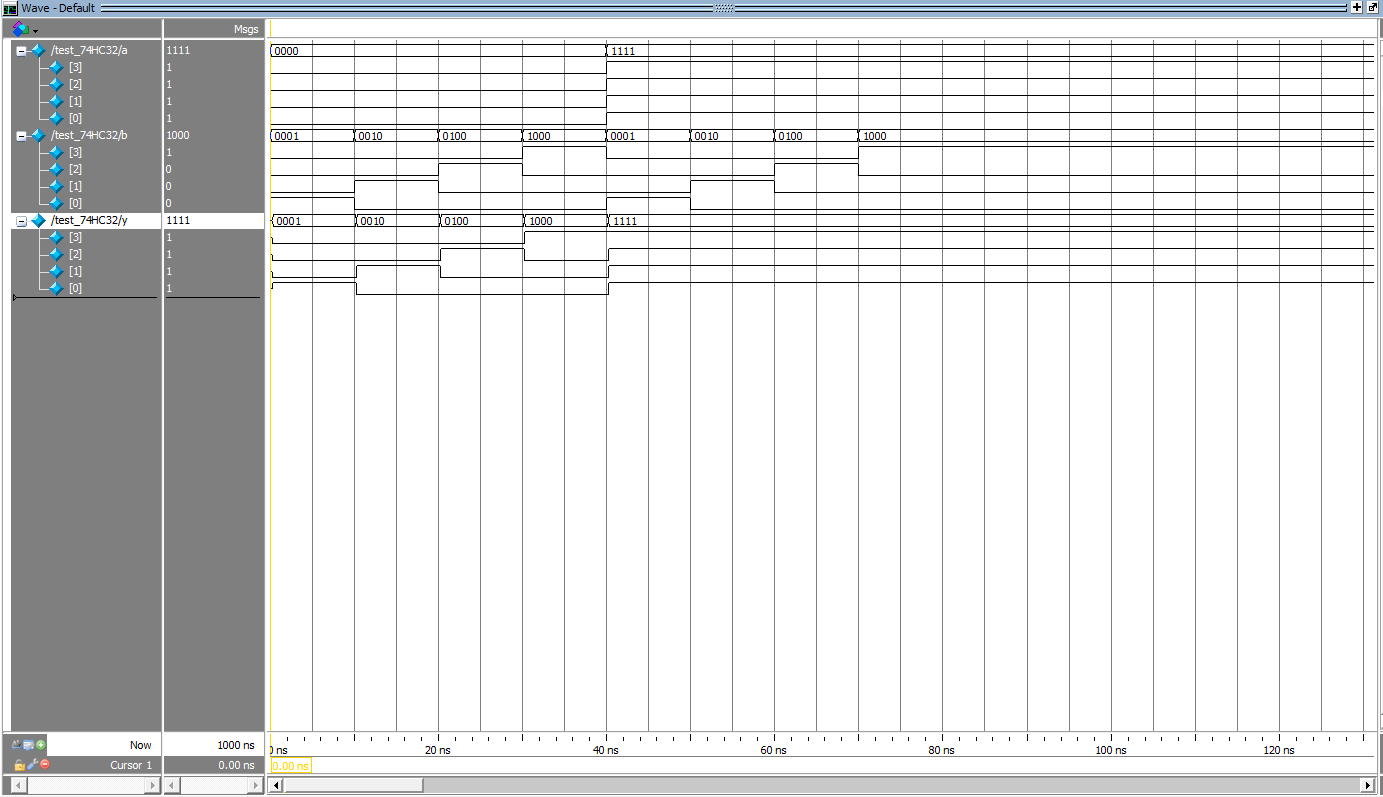 Wave - Default
Msgs
/test_74HC32/a 1111 0000 1111
[3] 1
[2] 1
[1] 1
[0] 1
/test_74HC32/b 1000 0001 0010 0100 1000 0001 0010 0100 1000
[3] 1
[2] 0
[1] 0
[0] 0
/test_74HC32/y 1111 0001 0010 0100 1000 1111
[3] 1
[2] 1
[1] 1
[0] 1
Now 1000 ns 0 ns 20 ns 40 ns 60 ns 80 ns 100 ns 120 ns
Cursor 1 0.00 ns 0.00 ns